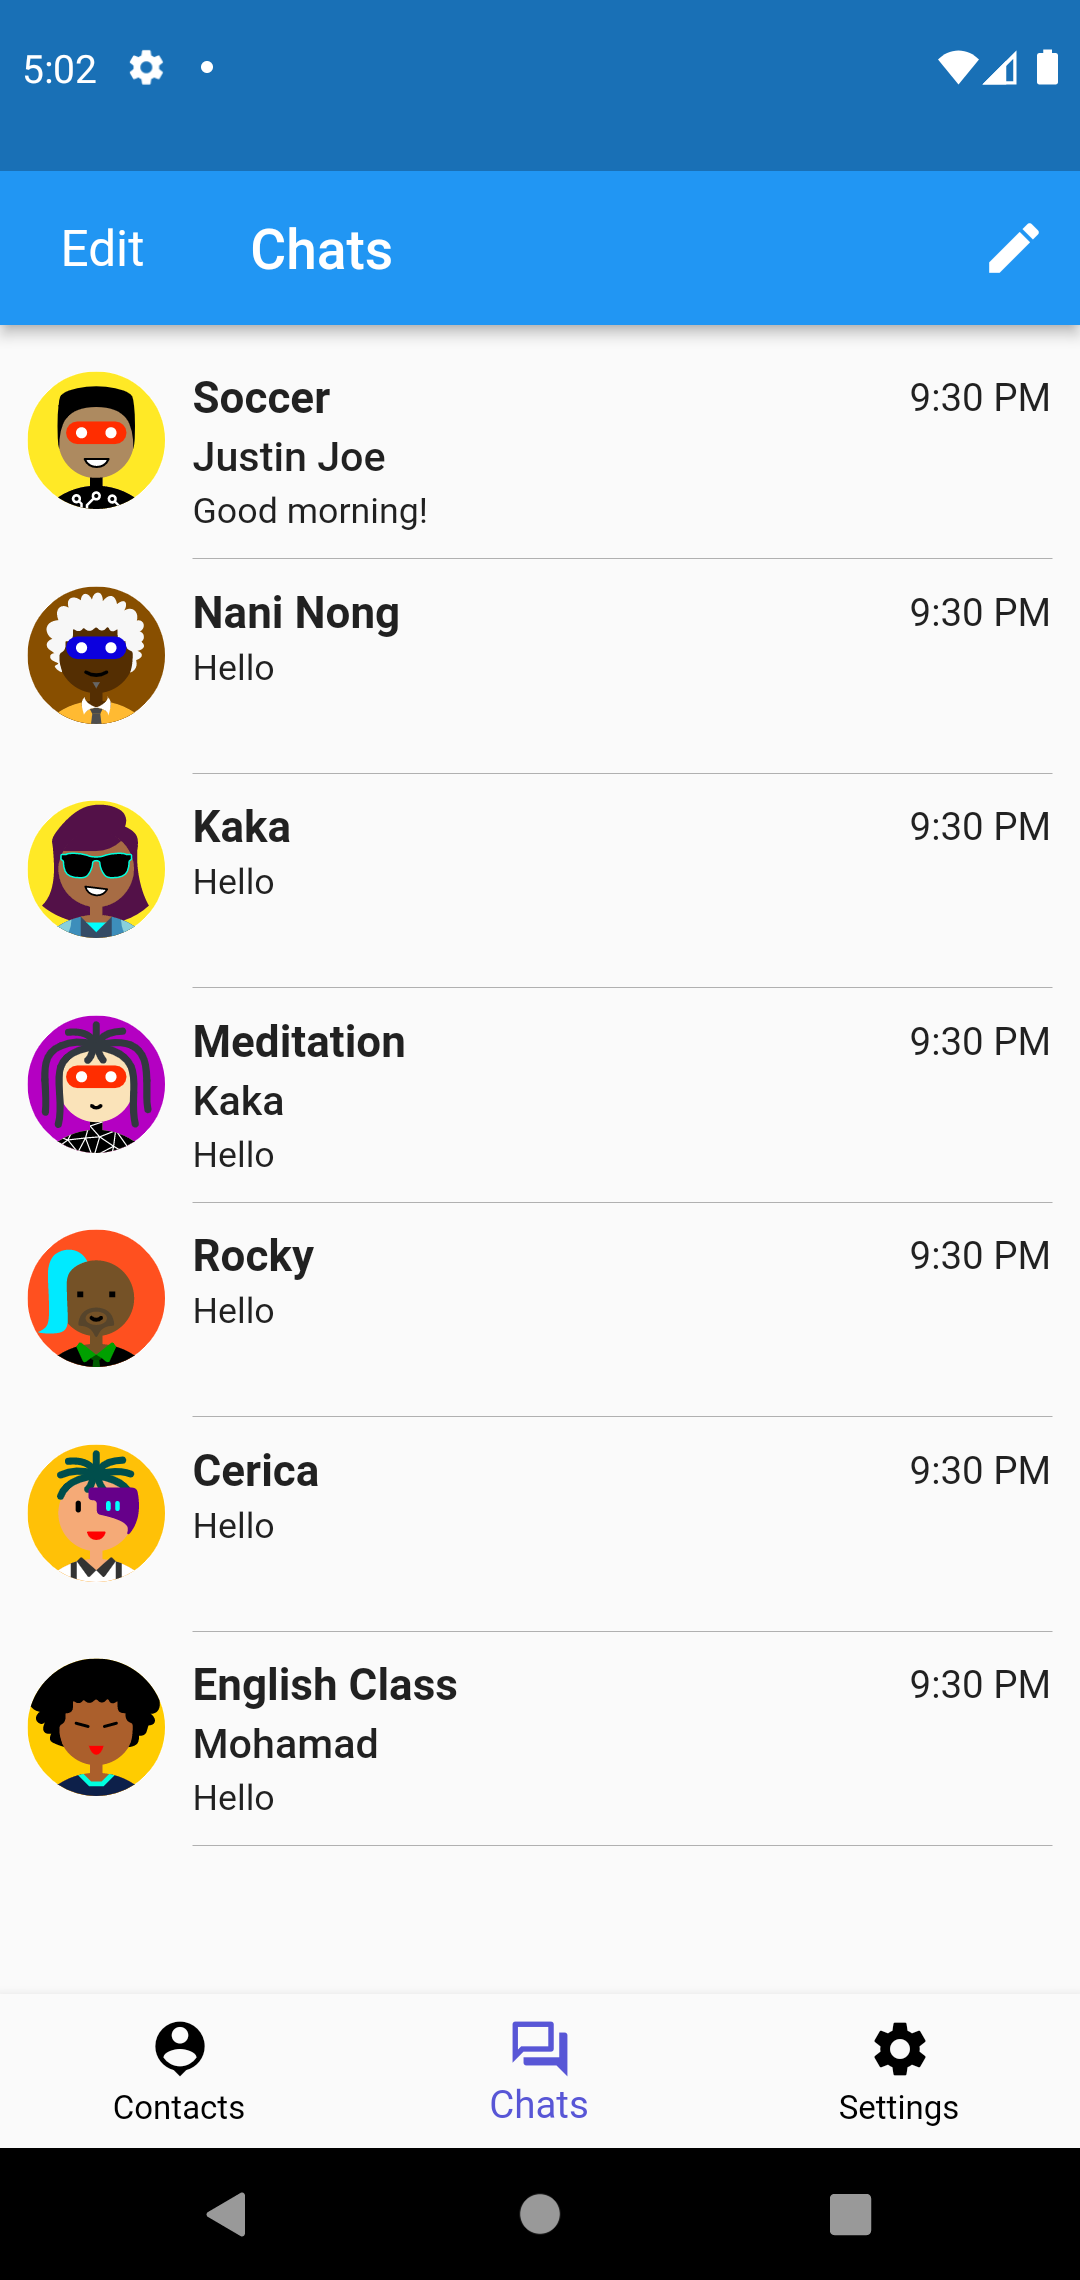 5:02
Edit Chats
Soccer 9:30 PM
Justin Joe
Good morning!
Nani Nong 9:30 PM
Hello
Kaka 9:30 PM
Hello
Meditation 9:30 PM
Kaka
Hello
Rocky 9:30 PM
Hello
Cerica 9:30 PM
Hello
English Class 9:30 PM
Mohamad
Hello
Contacts Chats Settings